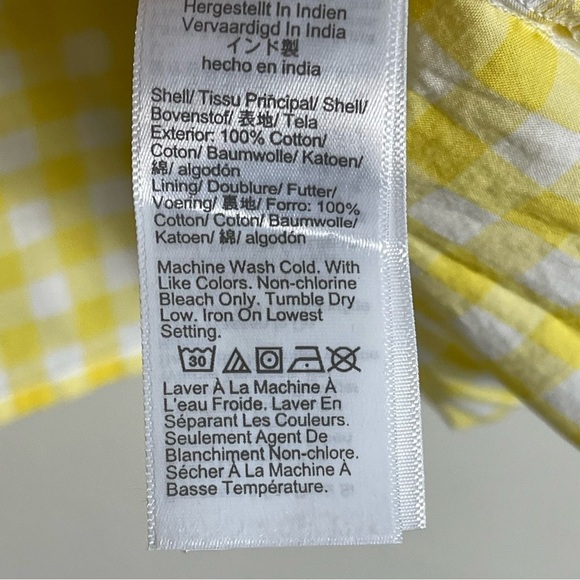 Hergestellt In Indien
Vervaardigd In India
インド製
hecho en india
Shell/ Tissu Principal/ Shell/
Bovenstof/ 表地/ Tela
Exterior: 100% Cotton/
Coton/ Baumwolle/ Katoen/
綿/ algodón
Lining/ Doublure/ Futter/
Voering/ 裏地/ Forro: 100%
Cotton/ Coton/ Baumwolle/
Katoen/ 綿/ algodón
Machine Wash Cold. With
Like Colors. Non-chlorine
Bleach Only. Tumble Dry
Low. Iron On Lowest
Setting.
30
Laver À La Machine À
L'eau Froide. Laver En
Séparant Les Couleurs.
Seulement Agent De
Blanchiment Non-chlore.
Sécher À La Machine À
Basse Température.